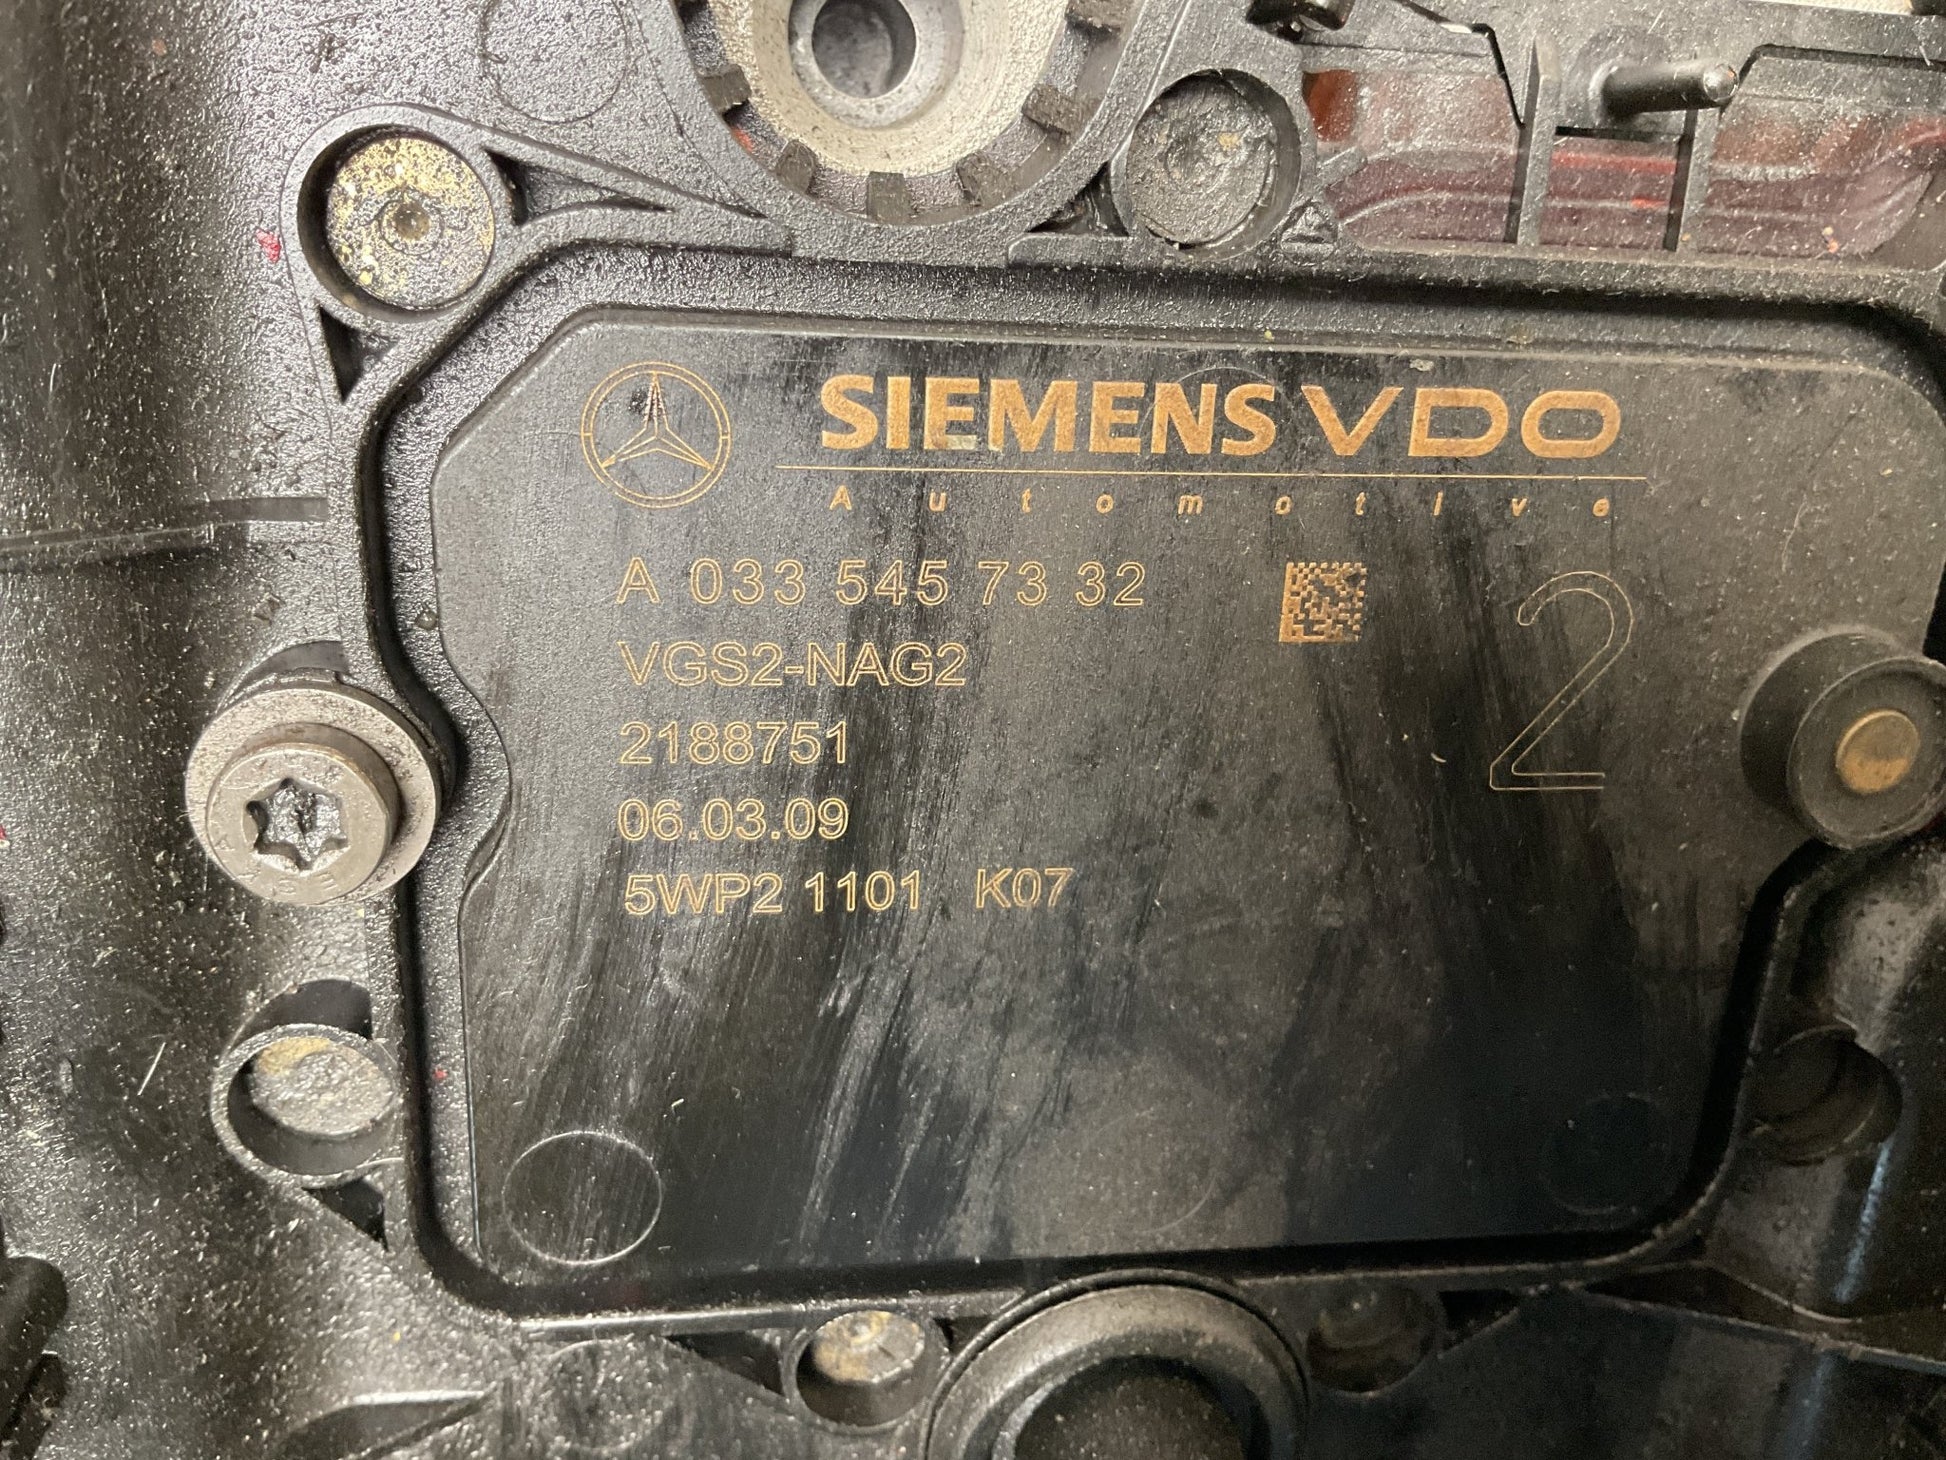 SIEMENS VDO
Automotive
A 033 545 73 32
VGS2-NAG2
2188751
2
06.03.09
5WP2 1101 K07